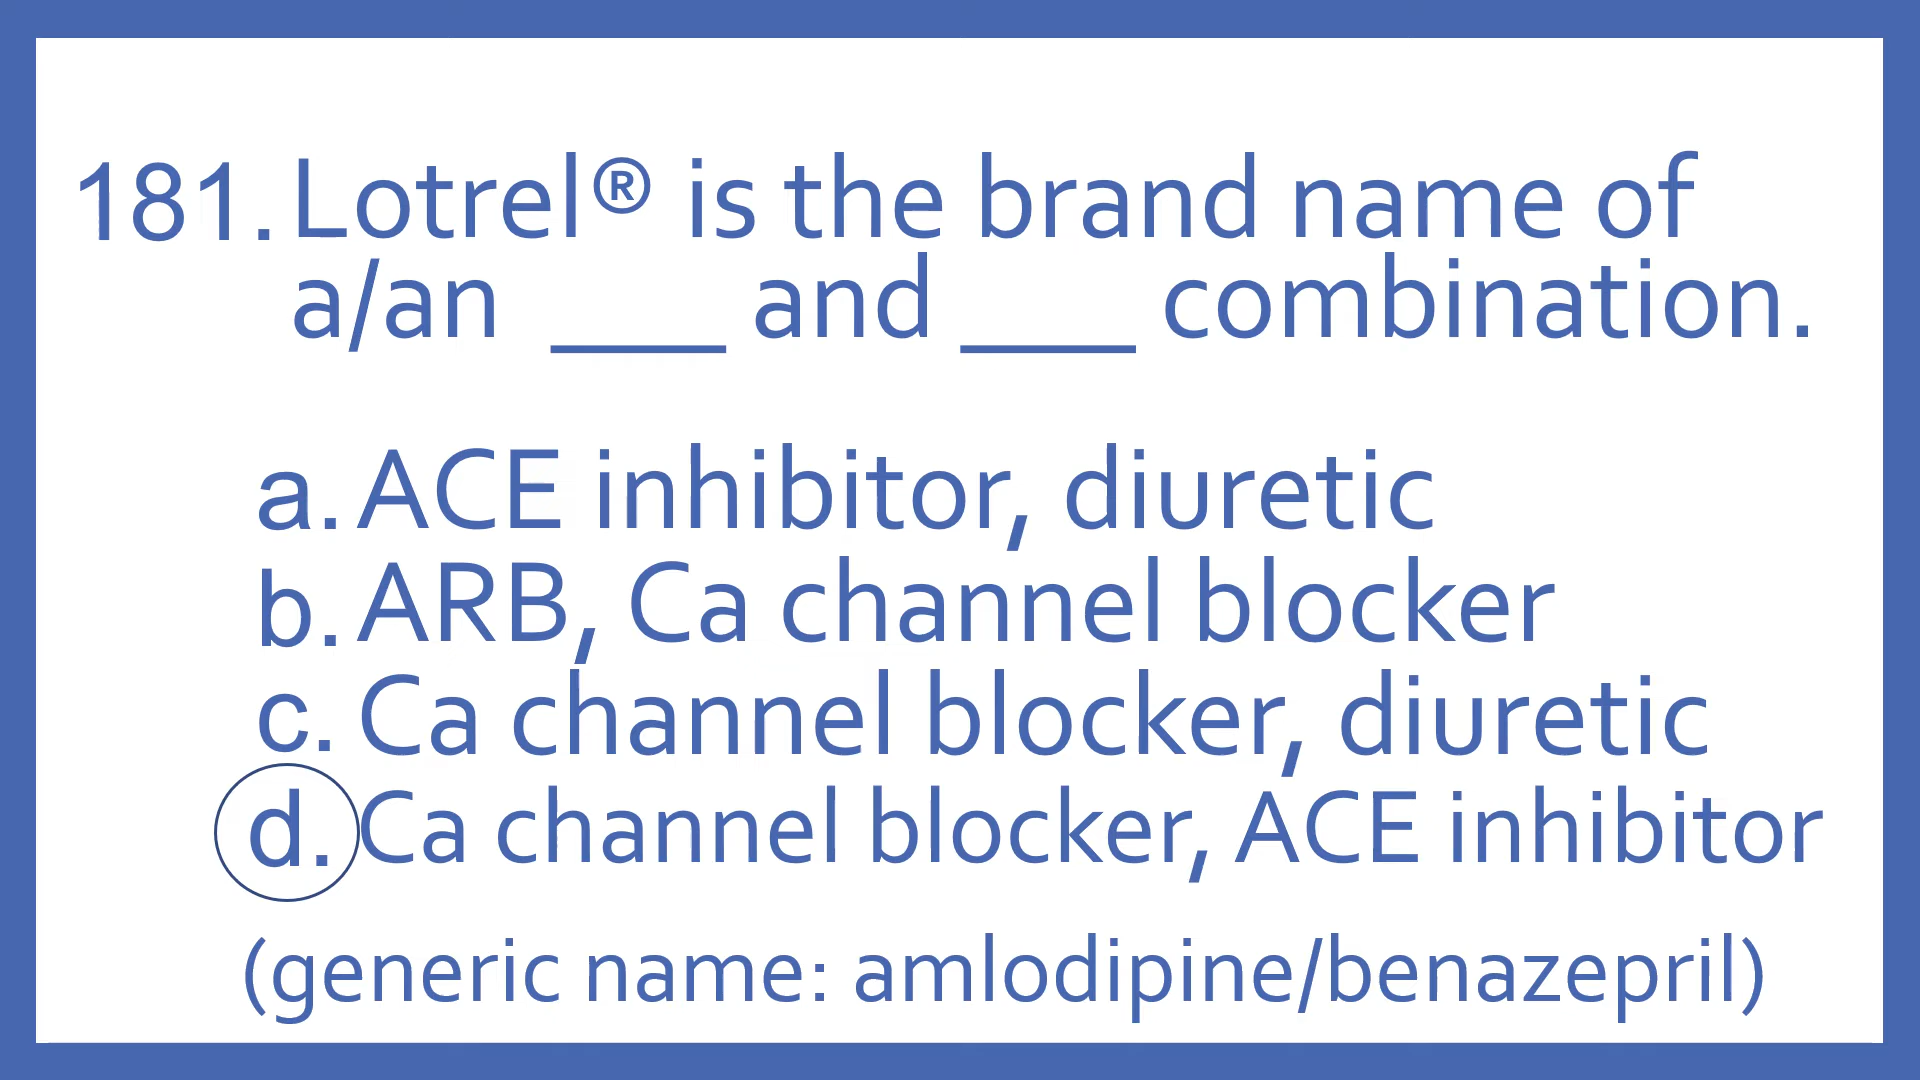 181. Lotrel® is the brand name of
a/an ___ and ___ combination.
a. ACE inhibitor, diuretic
b. ARB, Ca channel blocker
c. Ca channel blocker, diuretic
d. Ca channel blocker, ACE inhibitor
(generic name: amlodipine/benazepril)